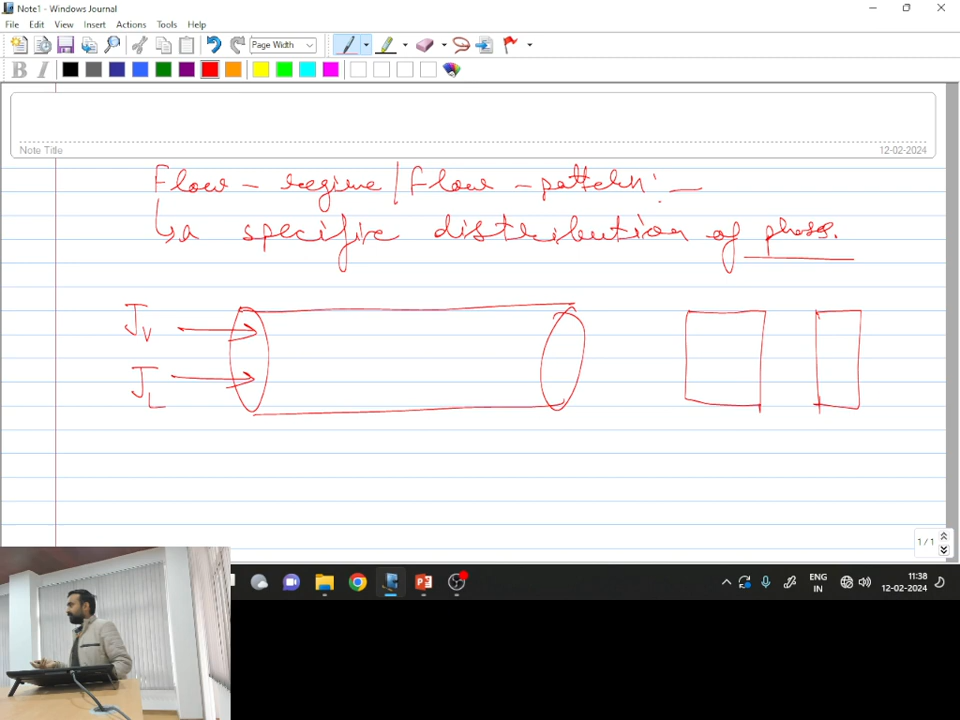 Note1 - Windows Journal
File Edit View Insert Actions Tools Help
Page Width
B I
Note Title
12-02-2024
Flow - regime / Flow - pattern: -
a specific distribution of phases.
J_V
J_L
1 / 1
ENG
IN
11:38
12-02-2024